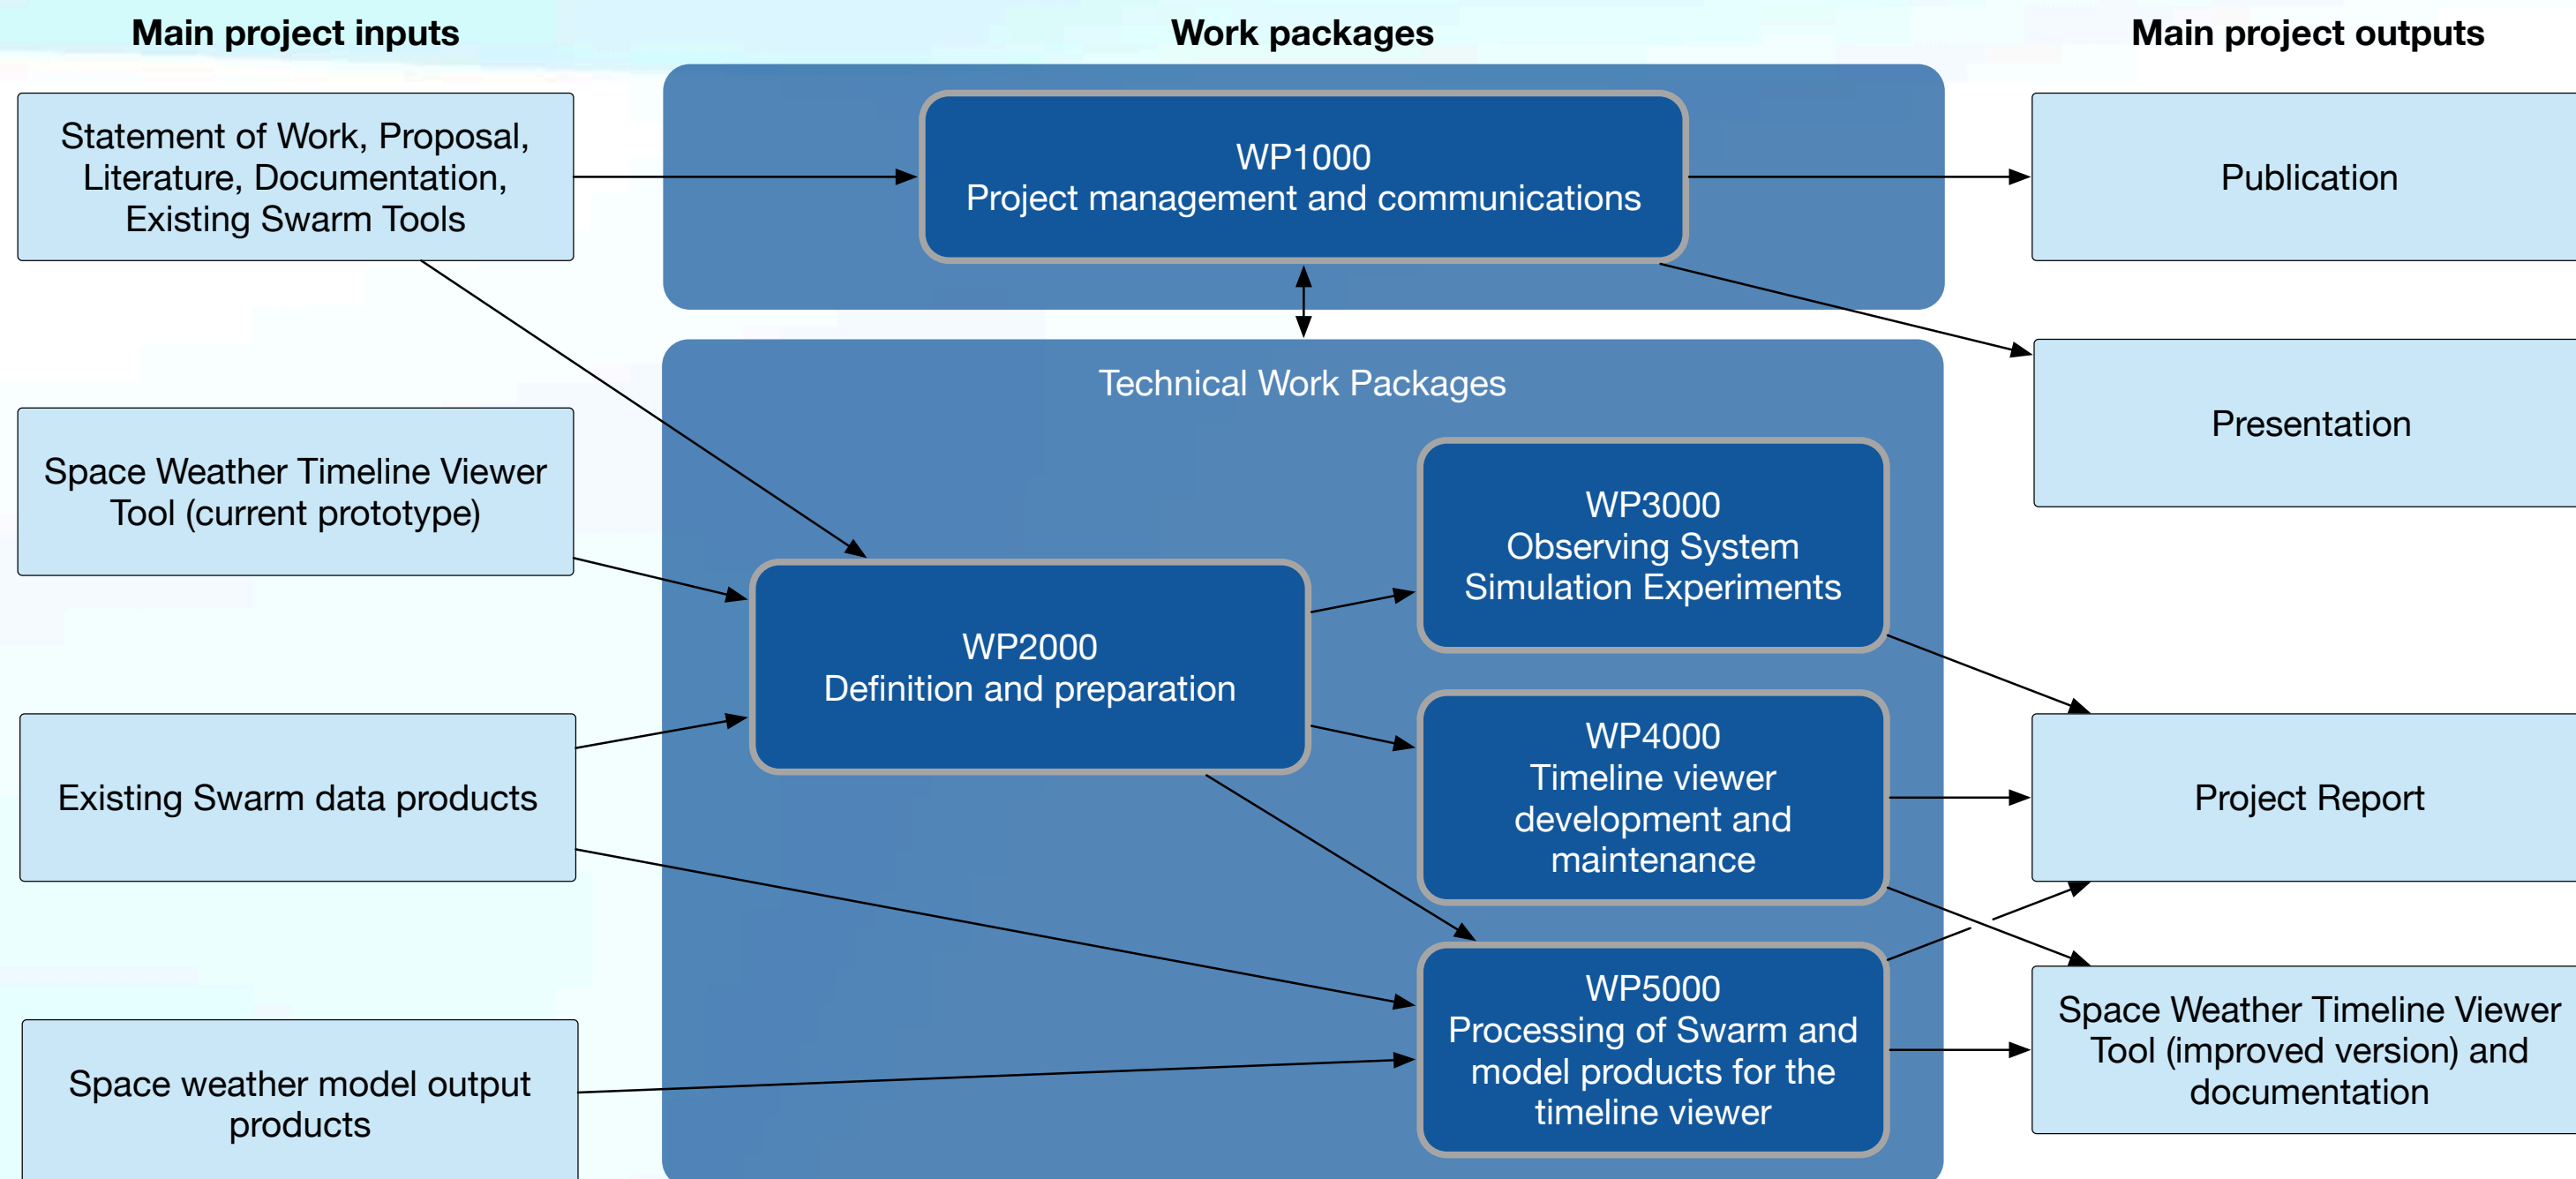 Main project inputs
Work packages
Main project outputs
Statement of Work, Proposal,
Literature, Documentation,
Existing Swarm Tools
WP1000
Project management and communications
Publication
Technical Work Packages
Presentation
Space Weather Timeline Viewer
Tool (current prototype)
WP3000
Observing System
Simulation Experiments
WP2000
Definition and preparation
Existing Swarm data products
WP4000
Timeline viewer
development and
maintenance
Project Report
Space weather model output
products
WP5000
Processing of Swarm and
model products for the
timeline viewer
Space Weather Timeline Viewer
Tool (improved version) and
documentation